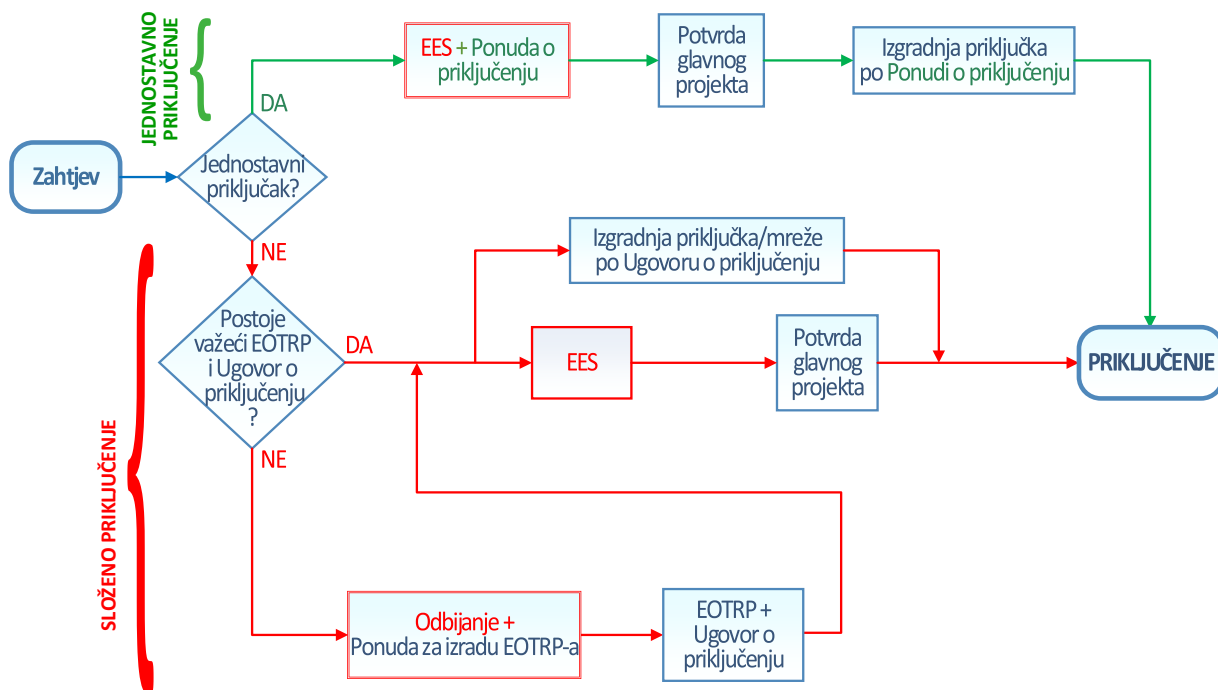 JEDNOSTAVNO
PRIKLJUČENJE
EES + Ponuda o
priključenju
Potvrda
glavnog
projekta
Izgradnja priključka
po Ponudi o priključenju
DA
Zahtjev
Jednostavni
priključak?
NE
Izgradnja priključka/mreže
po Ugovoru o priključenju
Postoje
važeći EOTRP
i Ugovor o
priključenju
?
DA
EES
Potvrda
glavnog
projekta
PRIKLJUČENJE
NE
SLOŽENO PRIKLJUČENJE
Odbijanje +
Ponuda za izradu EOTRP-a
EOTRP +
Ugovor o
priključenju